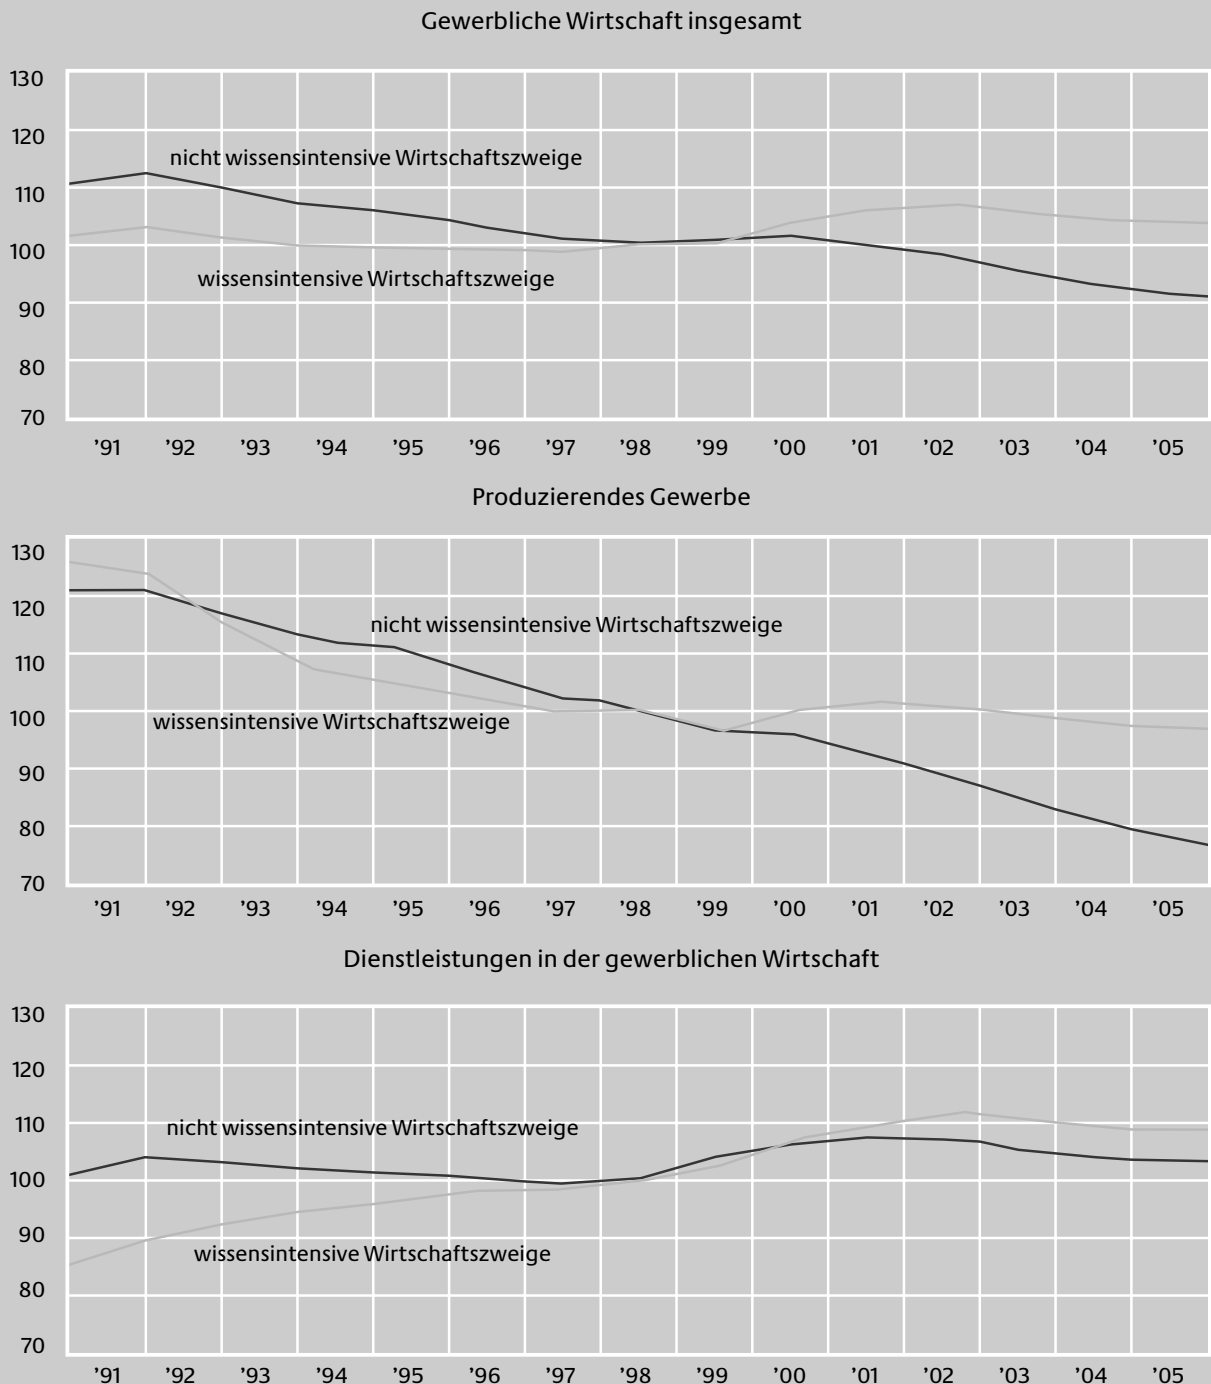 Gewerbliche Wirtschaft insgesamt
130
120
nicht wissensintensive Wirtschaftszweige
110
100
wissensintensive Wirtschaftszweige
90
80
70
’91 ’92 ’93 ’94 ’95 ’96 ’97 ’98 ’99 ’00 ’01 ’02 ’03 ’04 ’05
Produzierendes Gewerbe
130
120
nicht wissensintensive Wirtschaftszweige
110
100
wissensintensive Wirtschaftszweige
90
80
70
’91 ’92 ’93 ’94 ’95 ’96 ’97 ’98 ’99 ’00 ’01 ’02 ’03 ’04 ’05
Dienstleistungen in der gewerblichen Wirtschaft
130
120
110
nicht wissensintensive Wirtschaftszweige
100
90
wissensintensive Wirtschaftszweige
80
70
’91 ’92 ’93 ’94 ’95 ’96 ’97 ’98 ’99 ’00 ’01 ’02 ’03 ’04 ’05